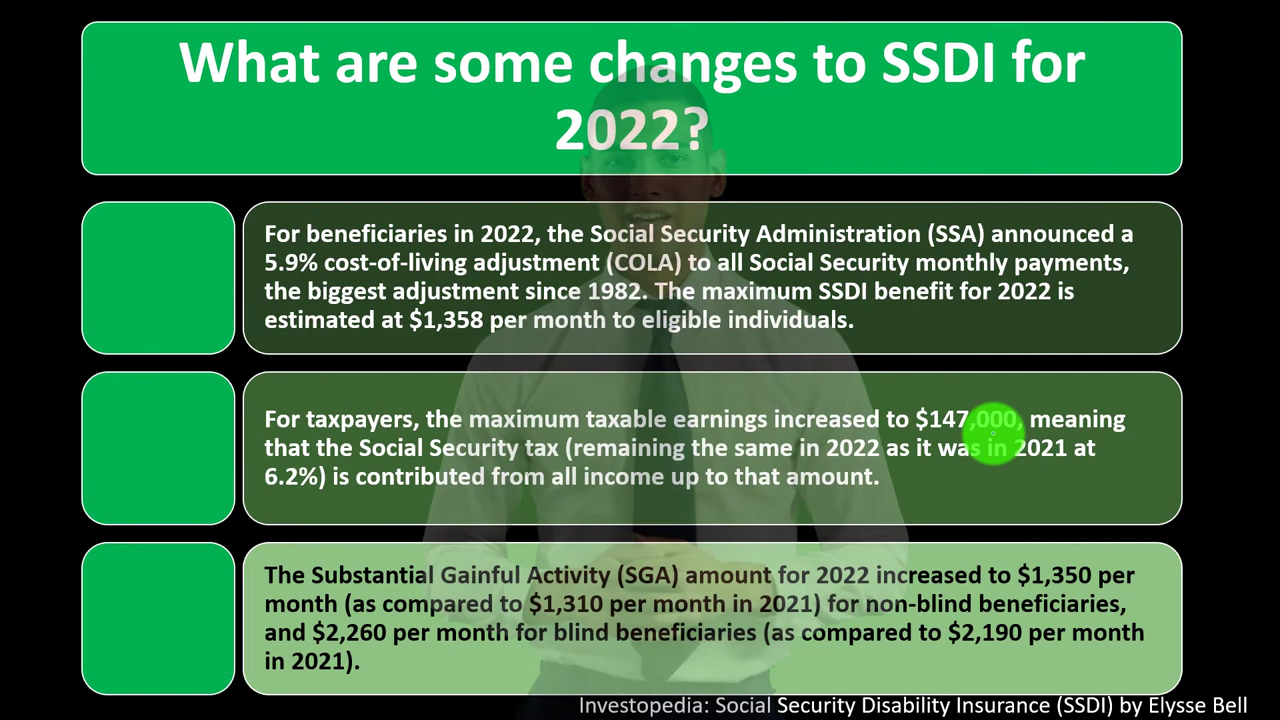 What are some changes to SSDI for
2022?
For beneficiaries in 2022, the Social Security Administration (SSA) announced a
5.9% cost-of-living adjustment (COLA) to all Social Security monthly payments,
the biggest adjustment since 1982. The maximum SSDI benefit for 2022 is
estimated at $1,358 per month to eligible individuals.
For taxpayers, the maximum taxable earnings increased to $147,000, meaning
that the Social Security tax (remaining the same in 2022 as it was in 2021 at
6.2%) is contributed from all income up to that amount.
The Substantial Gainful Activity (SGA) amount for 2022 increased to $1,350 per
month (as compared to $1,310 per month in 2021) for non-blind beneficiaries,
and $2,260 per month for blind beneficiaries (as compared to $2,190 per month
in 2021).
Investopedia: Social Security Disability Insurance (SSDI) by Elysse Bell